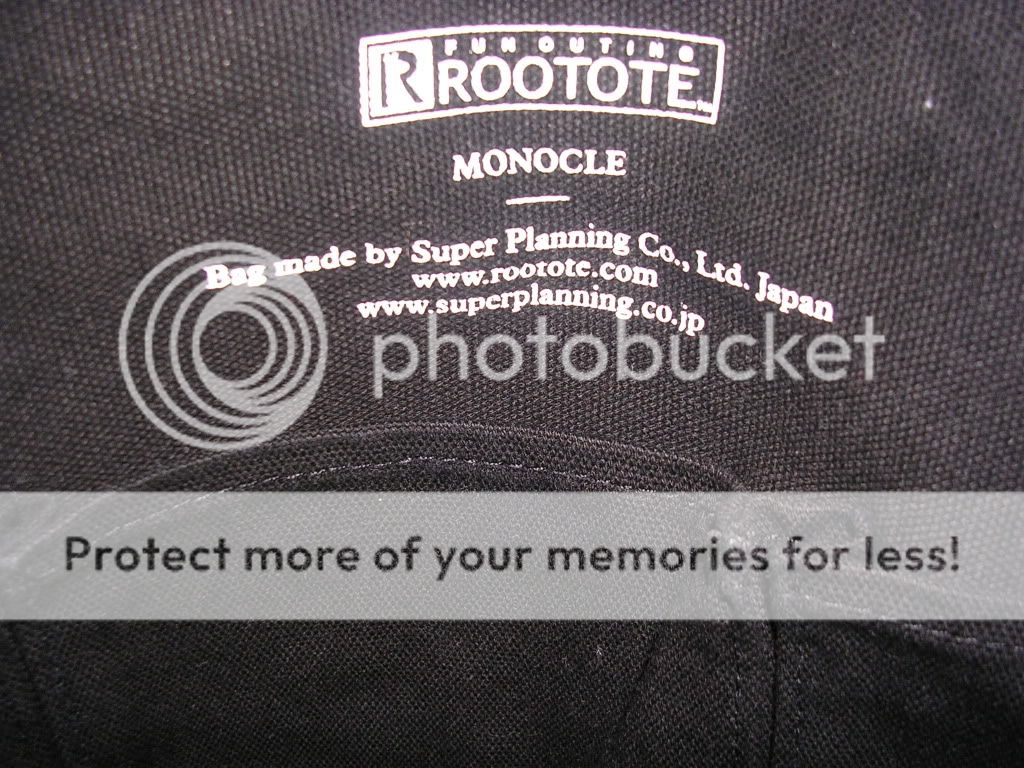 FUN OUTING
R ROOTOTE
MONOCLE
Bag made by Super Planning Co., Ltd. Japan
www.rootote.com
www.superplanning.co.jp
photobucket
Protect more of your memories for less!